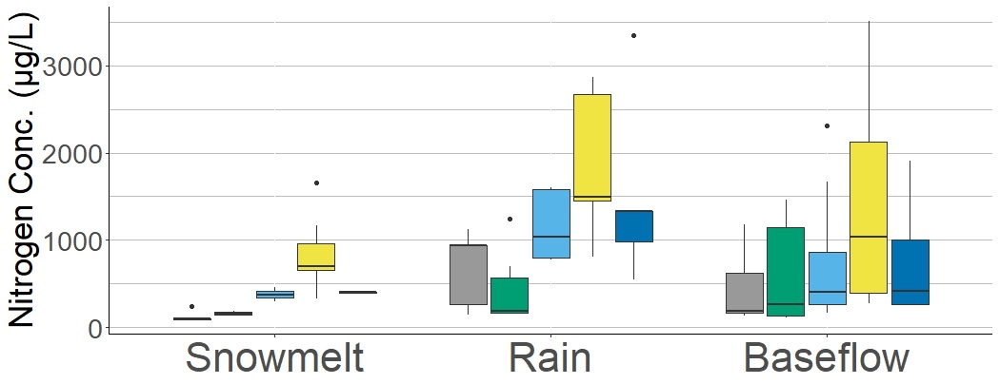 Nitrogen Conc. (µg/L)
3000
2000
1000
0
Snowmelt Rain Baseflow